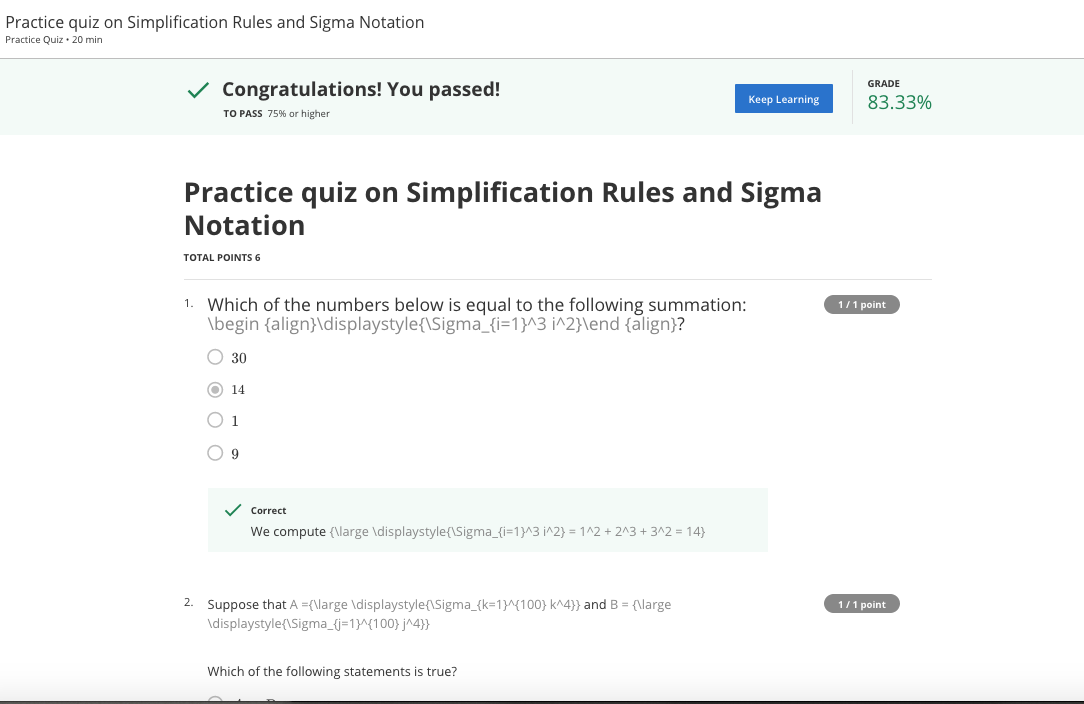 Practice quiz on Simplification Rules and Sigma Notation
Practice Quiz • 20 min
Congratulations! You passed!
TO PASS 75% or higher
Keep Learning
GRADE
83.33%
Practice quiz on Simplification Rules and Sigma
Notation
TOTAL POINTS 6
1. Which of the numbers below is equal to the following summation:
\begin {align}\displaystyle{\Sigma_{i=1}^3 i^2}\end {align}?
1 / 1 point
30
14
1
9
Correct
We compute {\large \displaystyle{\Sigma_{i=1}^3 i^2} = 1^2 + 2^3 + 3^2 = 14}
2. Suppose that A ={\large \displaystyle{\Sigma_{k=1}^{100} k^4}} and B = {\large
\displaystyle{\Sigma_{j=1}^{100} j^4}}
1 / 1 point
Which of the following statements is true?